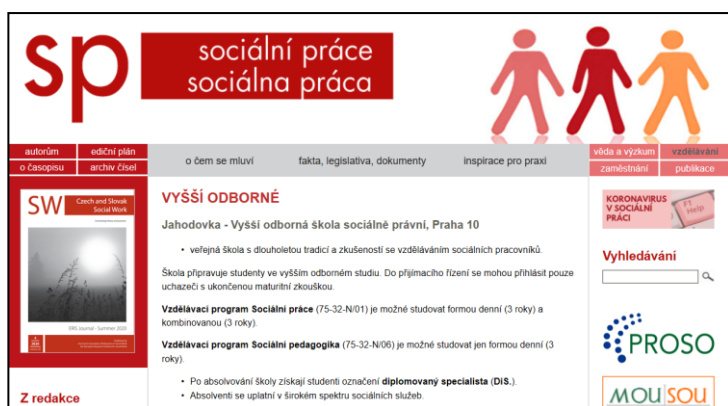 sp
sociální práce
sociálna práca
autorům
ediční plán
o časopisu
archiv čísel
o čem se mluví
fakta, legislativa, dokumenty
inspirace pro praxi
věda a výzkum
vzdělávání
zaměstnání
publikace
SW
Czech and Slovak
Social Work
ERIS Journal - Summer 2020
Z redakce
VYŠŠÍ ODBORNÉ
Jahodovka - Vyšší odborná škola sociálně právní, Praha 10
• veřejná škola s dlouholetou tradicí a zkušeností se vzděláváním sociálních pracovníků.
Škola připravuje studenty ve vyšším odborném studiu. Do přijímacího řízení se mohou přihlásit pouze
uchazeči s ukončenou maturitní zkouškou.
Vzdělávací program Sociální práce (75-32-N/01) je možné studovat formou denní (3 roky) a
kombinovanou (3 roky).
Vzdělávací program Sociální pedagogika (75-32-N/06) je možné studovat jen formou denní (3
roky).
• Po absolvování školy získají studenti označení diplomovaný specialista (DiS.).
• Absolventi se uplatní v širokém spektru sociálních služeb.
KORONAVIRUS
V SOCIÁLNÍ
PRÁCI
F1
Help
Vyhledávání
PROSO
MOU SOU